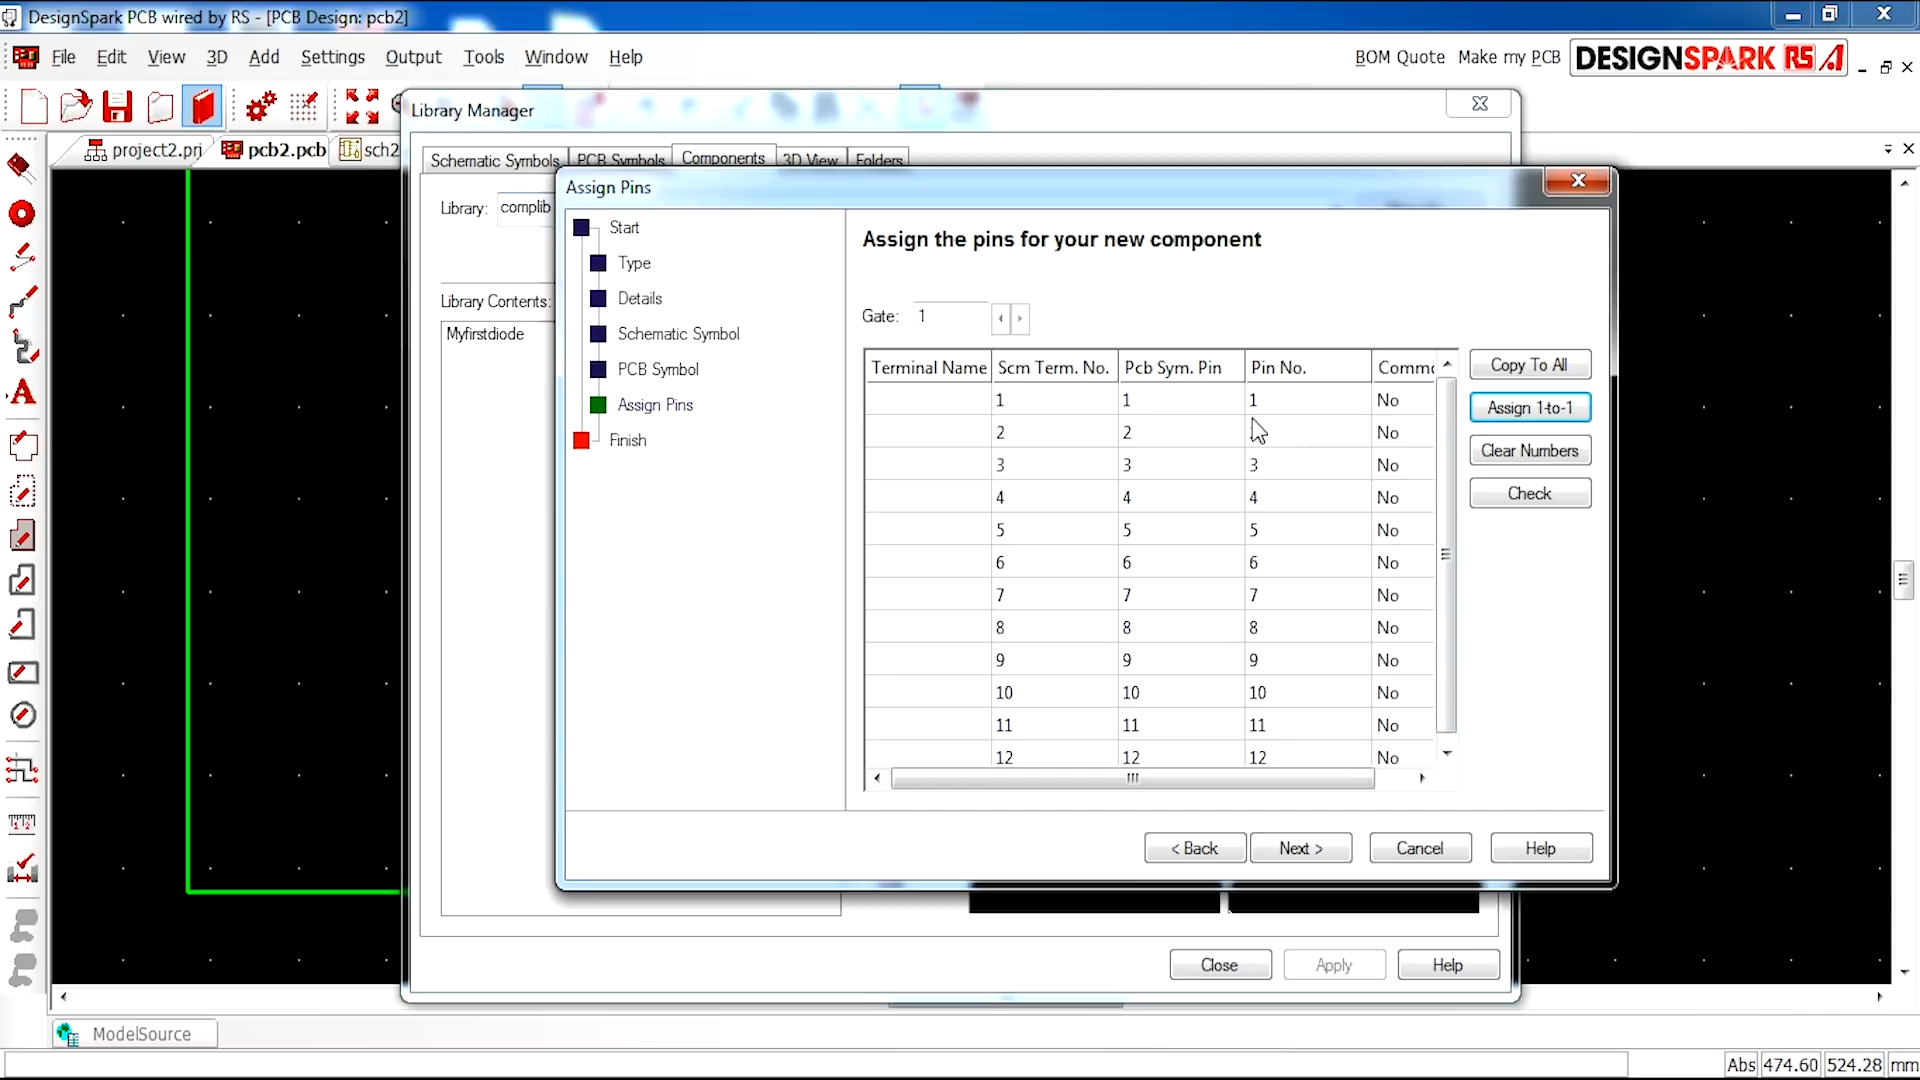 DesignSpark PCB wired by RS - [PCB Design: pcb2]
File Edit View 3D Add Settings Output Tools Window Help
BOM Quote Make my PCB DESIGNSPARK RS
Library Manager
project2.prj pcb2.pcb sch2
Schematic Symbols PCB Symbols Components 3D View Folders
Assign Pins
Library: complib
Library Contents:
Myfirstdiode
Start
Type
Details
Schematic Symbol
PCB Symbol
Assign Pins
Finish
Assign the pins for your new component
Gate: 1
Terminal Name Scm Term. No. Pcb Sym. Pin Pin No. Comm
1 1 1 No
2 2 No
3 3 3 No
4 4 4 No
5 5 5 No
6 6 6 No
7 7 7 No
8 8 8 No
9 9 9 No
10 10 10 No
11 11 11 No
12 12 12 No
Copy To All
Assign 1-to-1
Clear Numbers
Check
< Back Next > Cancel Help
Close Apply Help
ModelSource
Abs 474.60 524.28 mm